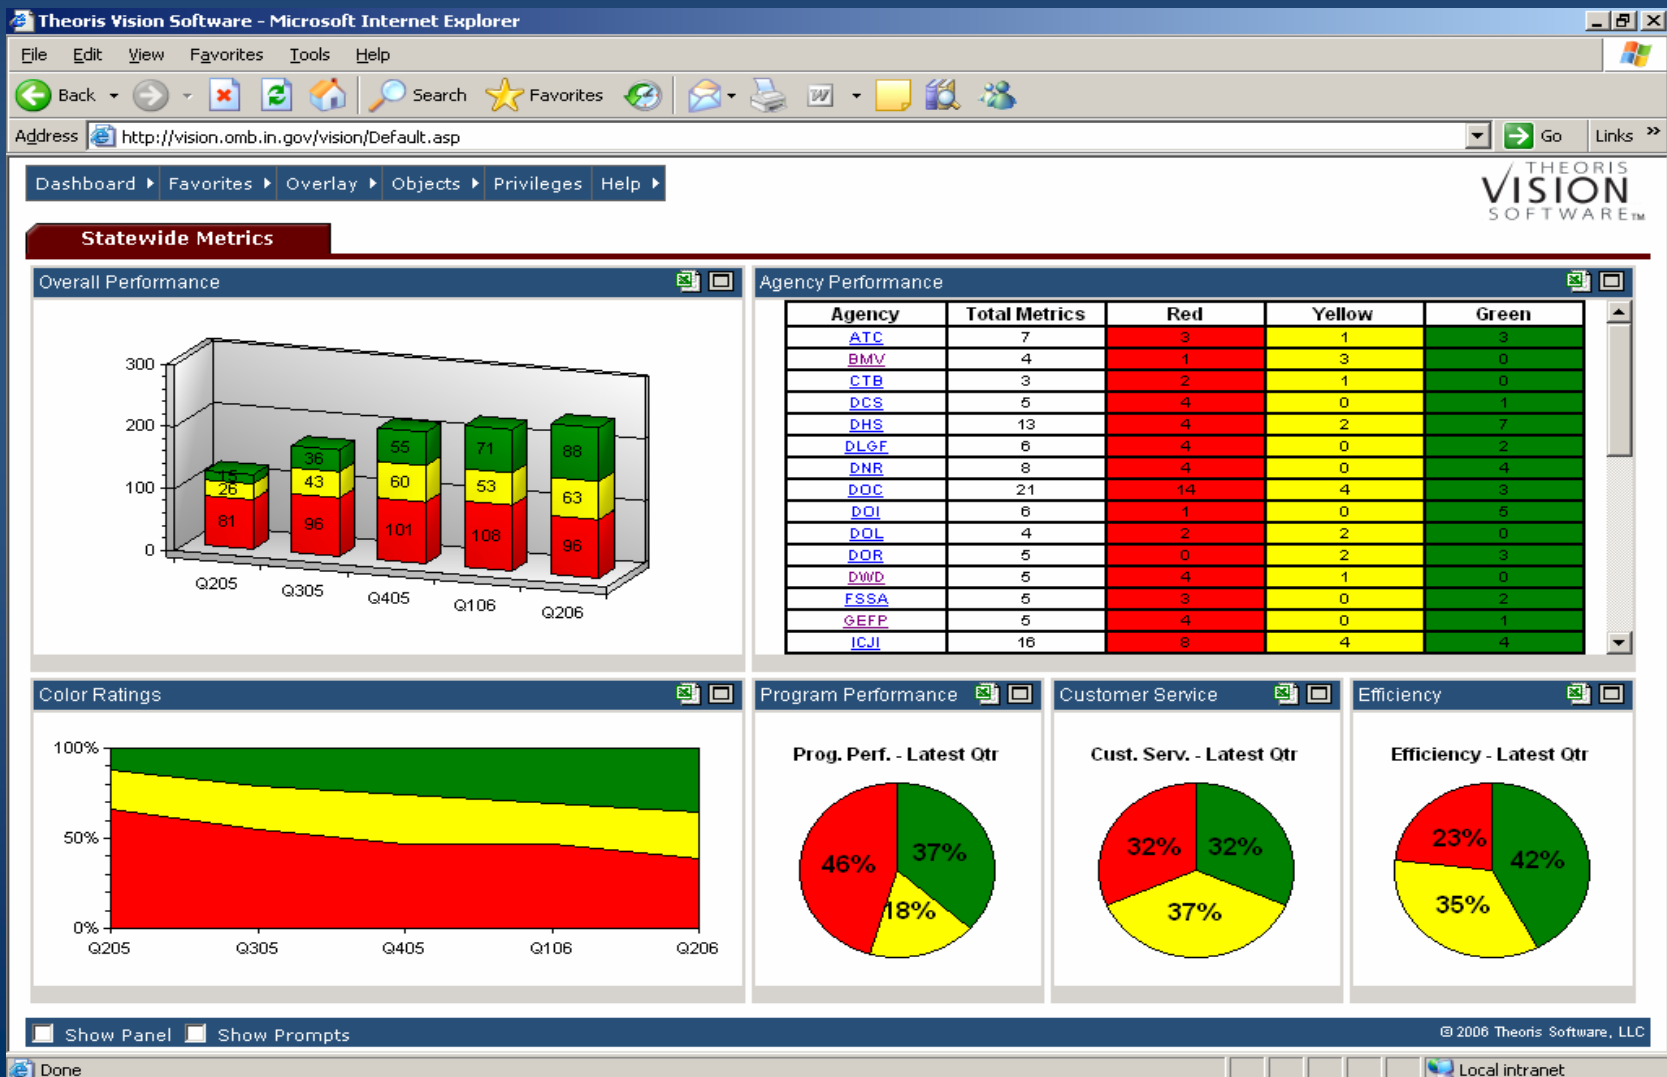 Theoris Vision Software - Microsoft Internet Explorer
File Edit View Favorites Tools Help
Back Search Favorites
Address http://vision.omb.in.gov/vision/Default.asp Go Links »
Dashboard Favorites Overlay Objects Privileges Help
THEORIS
VISION
SOFTWARE™
Statewide Metrics
Overall Performance
300
200
100
0
15
26
81
36
43
96
55
60
101
71
53
108
88
63
96
Q205 Q305 Q405 Q106 Q206
Agency Performance
Agency Total Metrics Red Yellow Green
ATC 7 3 1 3
BMV 4 1 3 0
CTB 3 2 1 0
DCS 5 4 0 1
DHS 13 4 2 7
DLGF 6 4 0 2
DNR 8 4 0 4
DOC 21 14 4 3
DOI 6 1 0 5
DOL 4 2 2 0
DOR 5 0 2 3
DWD 5 4 1 0
FSSA 5 3 0 2
GEFP 5 4 0 1
ICJI 16 8 4 4
Color Ratings
100%
50%
0%
Q205 Q305 Q405 Q106 Q206
Program Performance
Prog. Perf. - Latest Qtr
46% 37%
18%
Customer Service
Cust. Serv. - Latest Qtr
32% 32%
37%
Efficiency
Efficiency - Latest Qtr
23% 42%
35%
Show Panel Show Prompts
© 2006 Theoris Software, LLC
Done Local intranet